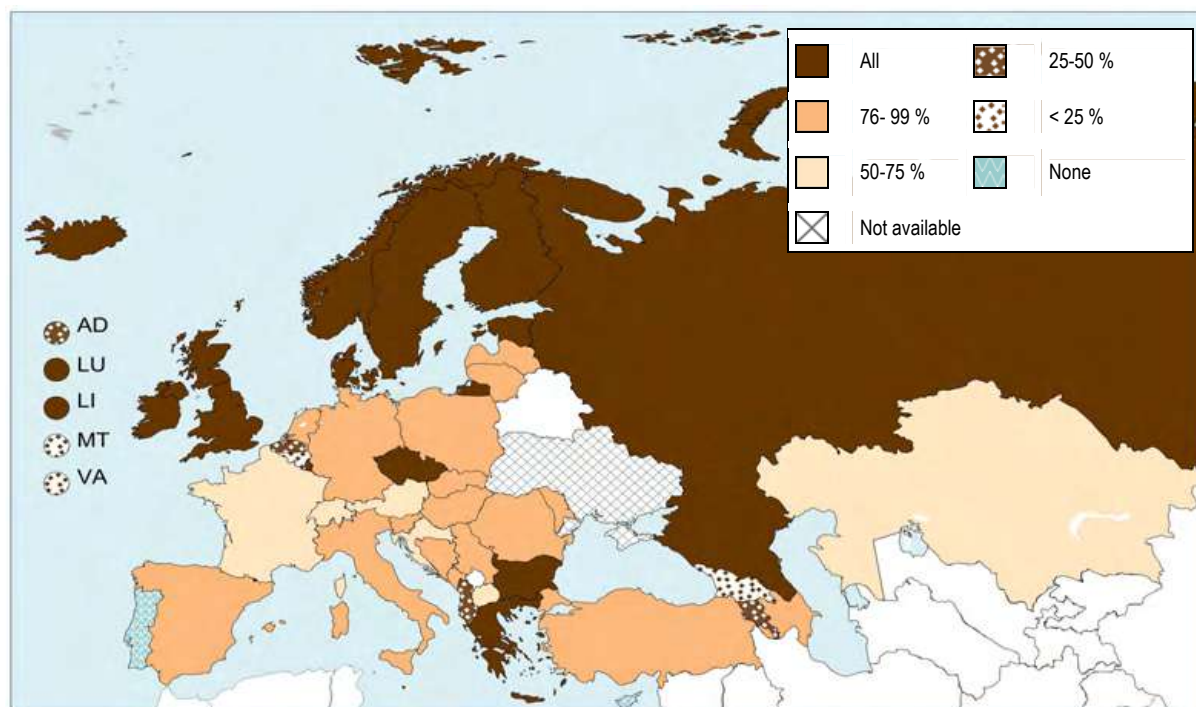 All
25-50 %
76- 99 %
< 25 %
50-75 %
None
Not available
AD
LU
LI
MT
VA